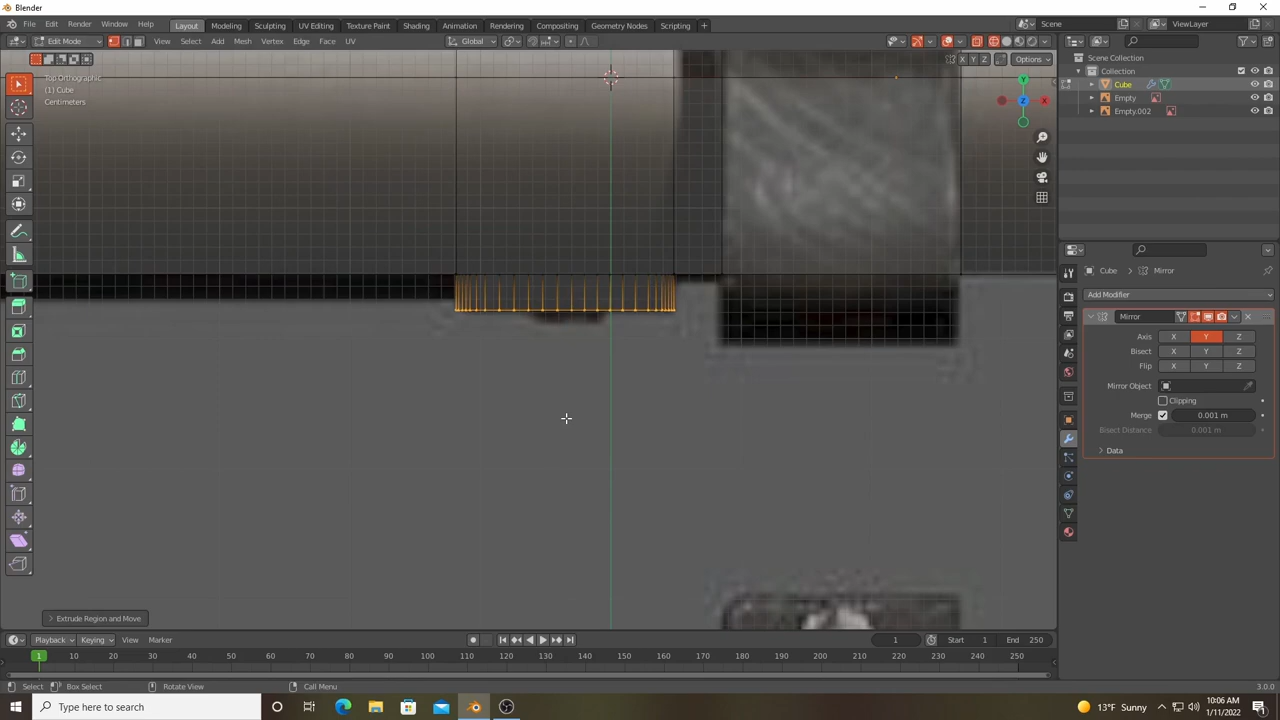 Blender
File Edit Render Window Help Layout Modeling Sculpting UV Editing Texture Paint Shading Animation Rendering Compositing Geometry Nodes Scripting + Scene ViewLayer
Edit Mode View Select Add Mesh Vertex Edge Face UV Global
X Y Z Options
Top Orthographic
(1) Cube
Centimeters
Y
Z X
Extrude Region and Move
Scene Collection
Collection
Cube
Empty
Empty.002
Cube Mirror
Add Modifier
Mirror
Axis X Y Z
Bisect X Y Z
Flip X Y Z
Mirror Object
Clipping
Merge 0.001 m
Bisect Distance 0.001 m
Data
Playback Keying View Marker 1 Start 1 End 250
1 10 20 30 40 50 60 70 80 90 100 110 120 130 140 150 160 170 180 190 200 210 220 230 240 250
Select Box Select Rotate View Call Menu 3.0.0
Type here to search 13°F Sunny 10:06 AM
1/11/2022